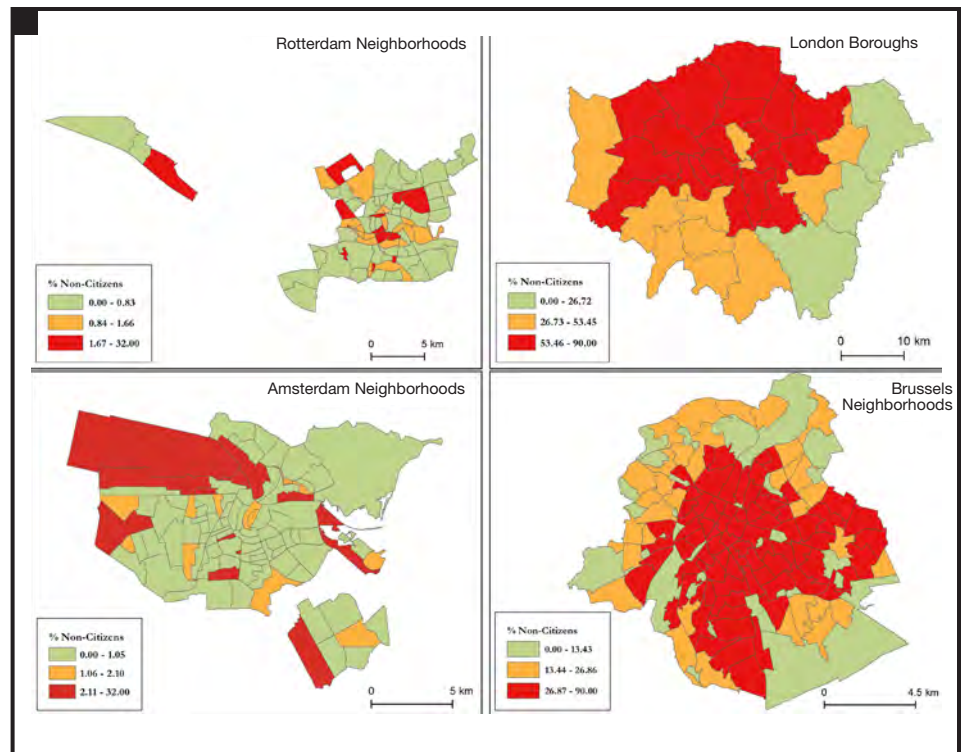 Rotterdam Neighborhoods
% Non-Citizens
0.00 - 0.83
0.84 - 1.66
1.67 - 32.00
0 5 km
London Boroughs
% Non-Citizens
0.00 - 26.72
26.73 - 53.45
53.46 - 90.00
0 10 km
Amsterdam Neighborhoods
% Non-Citizens
0.00 - 1.05
1.06 - 2.10
2.11 - 32.00
0 5 km
Brussels
Neighborhoods
% Non-Citizens
0.00 - 13.43
13.44 - 26.86
26.87 - 90.00
0 4.5 km